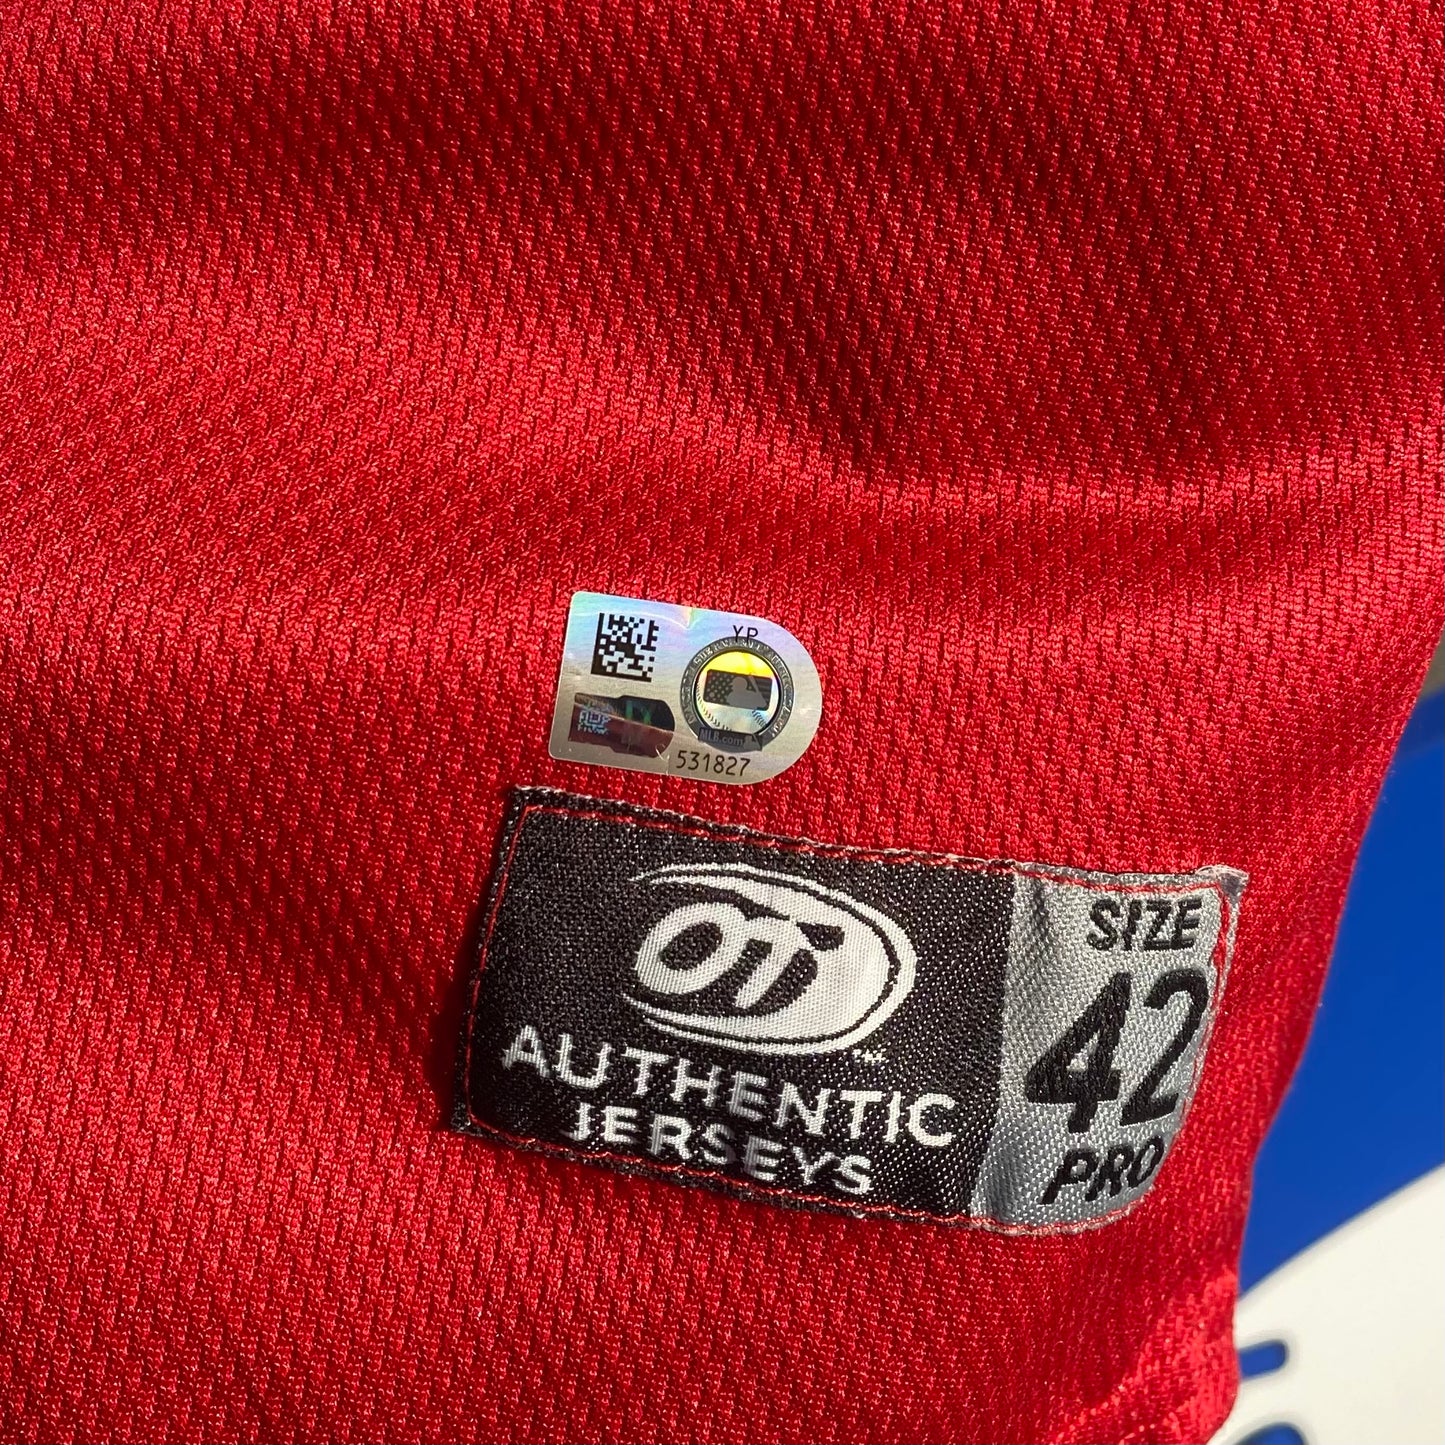 YP
MLB.com
531827
OT
AUTHENTIC
JERSEYS
SIZE
42
PRO